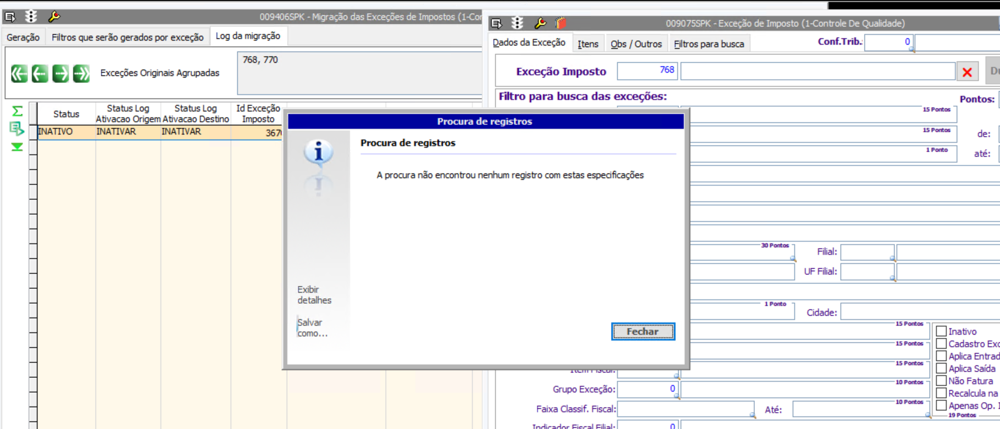 009406SPK - Migração das Exceções de Impostos (1-Cor
Geração
Filtros que serão gerados por exceção
Log da migração
Exceções Originais Agrupadas
768, 770
Status
Status Log
Ativacao Origem
Status Log
Ativacao Destino
Id Exceção
Imposto
INATIVO
INATIVAR
INATIVAR
367
009075SPK - Exceção de Imposto (1-Controle De Qualidade)
Dados da Exceção
Itens
Obs / Outros
Filtros para busca
Conf.Trib.:
0
Exceção Imposto
768
Filtro para busca das exceções:
Pontos:
15 Pontos
15 Pontos
de:
1 Ponto
até:
Procura de registros
Procura de registros
A procura não encontrou nenhum registro com estas especificações
Exibir
detalhes
Salvar
como...
Fechar
30 Pontos
Filial:
UF Filial:
1 Ponto
Cidade:
15 Pontos
Inativo
15 Pontos
Cadastro Exc
Aplica Entrad
15 Pontos
Aplica Saída
Item Fiscal:
10 Pontos
Não Fatura
Grupo Exceção:
0
Recalcula na
10 Pontos
Apenas Op.
Faixa Classif. Fiscal:
Até:
19 Pontos
Indicador Fiscal Filial:
0